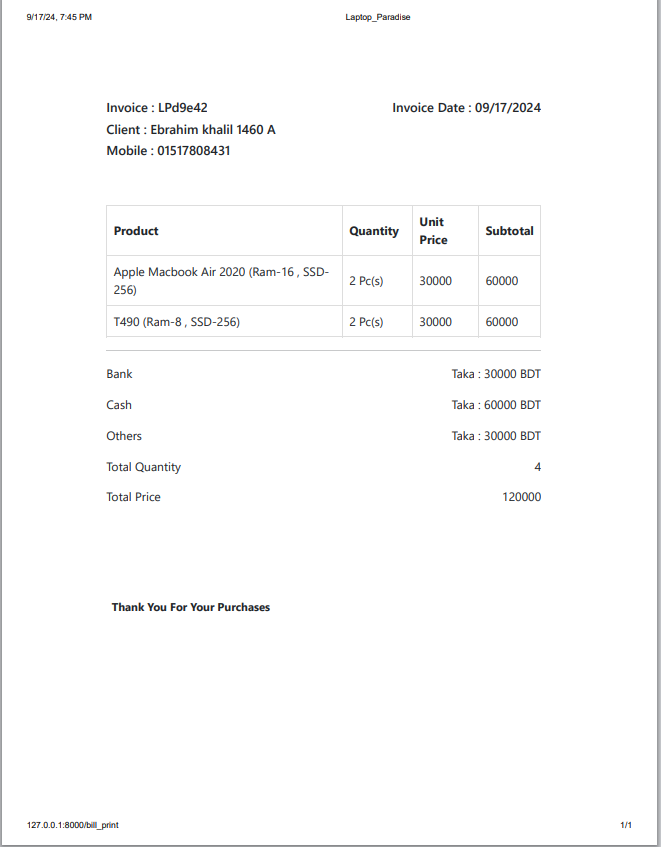 9/17/24, 7:45 PM Laptop_Paradise
Invoice : LPd9e42 Invoice Date : 09/17/2024
Client : Ebrahim khalil 1460 A
Mobile : 01517808431
Product Quantity Unit Price Subtotal
Apple Macbook Air 2020 (Ram-16 , SSD-
256) 2 Pc(s) 30000 60000
T490 (Ram-8 , SSD-256) 2 Pc(s) 30000 60000
Bank Taka : 30000 BDT
Cash Taka : 60000 BDT
Others Taka : 30000 BDT
Total Quantity 4
Total Price 120000
Thank You For Your Purchases
127.0.0.1:8000/bill_print 1/1